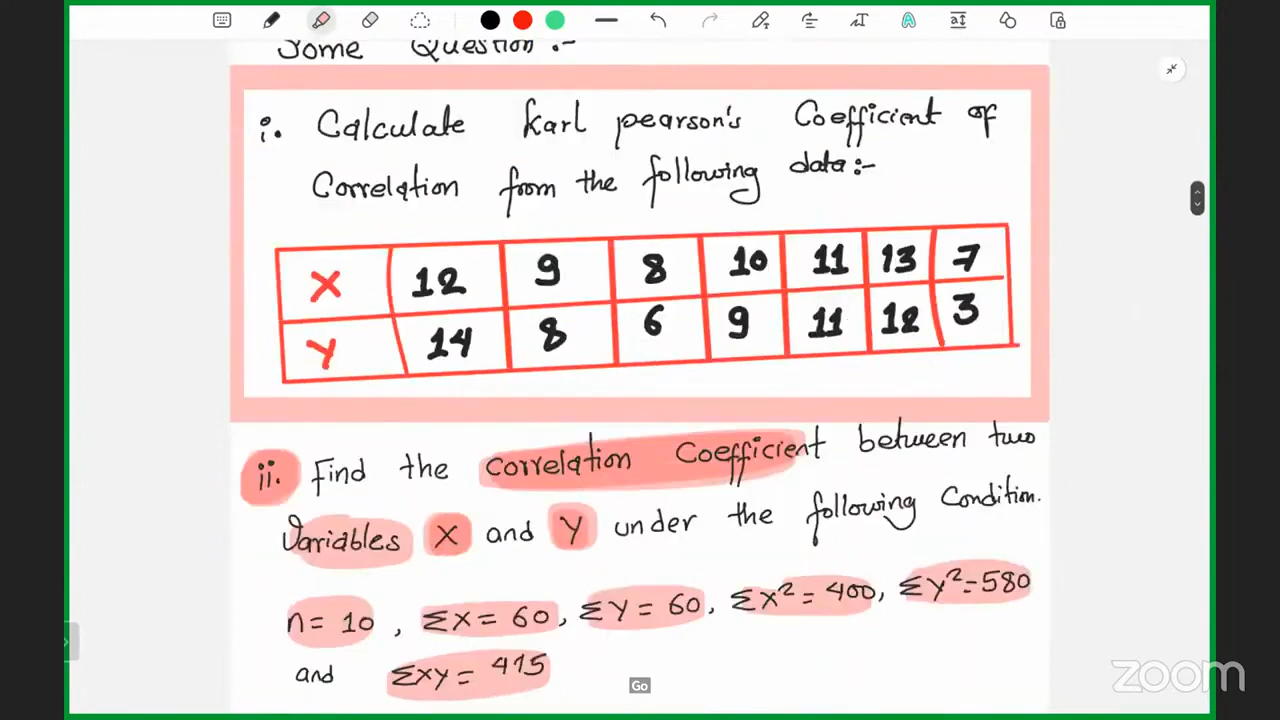 Some Question :-
i. Calculate Karl pearson's Coefficient of
Correlation from the following data:-
X 12 9 8 10 11 13 7
Y 14 8 6 9 11 12 3
ii. Find the Correlation Coefficient between two
Variables X and Y under the following Condition.
n = 10 , ΣX = 60, ΣY = 60, ΣX² = 400, ΣY² = 580
and ΣXY = 415
Go
zoom